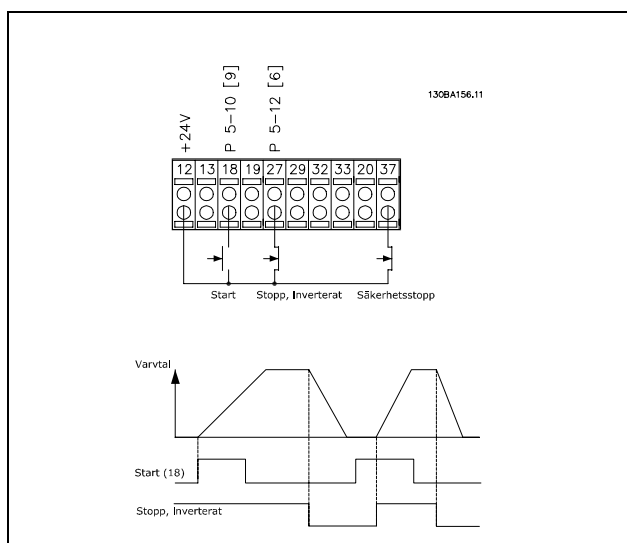 P 5-10 [9]
P 5-12 [6]
130BA156.11
+24V
12 13 18 19 27 29 32 33 20 37
Start Stopp, Inverterat Säkerhetsstopp
Varvtal
Start (18)
Stopp, Inverterat